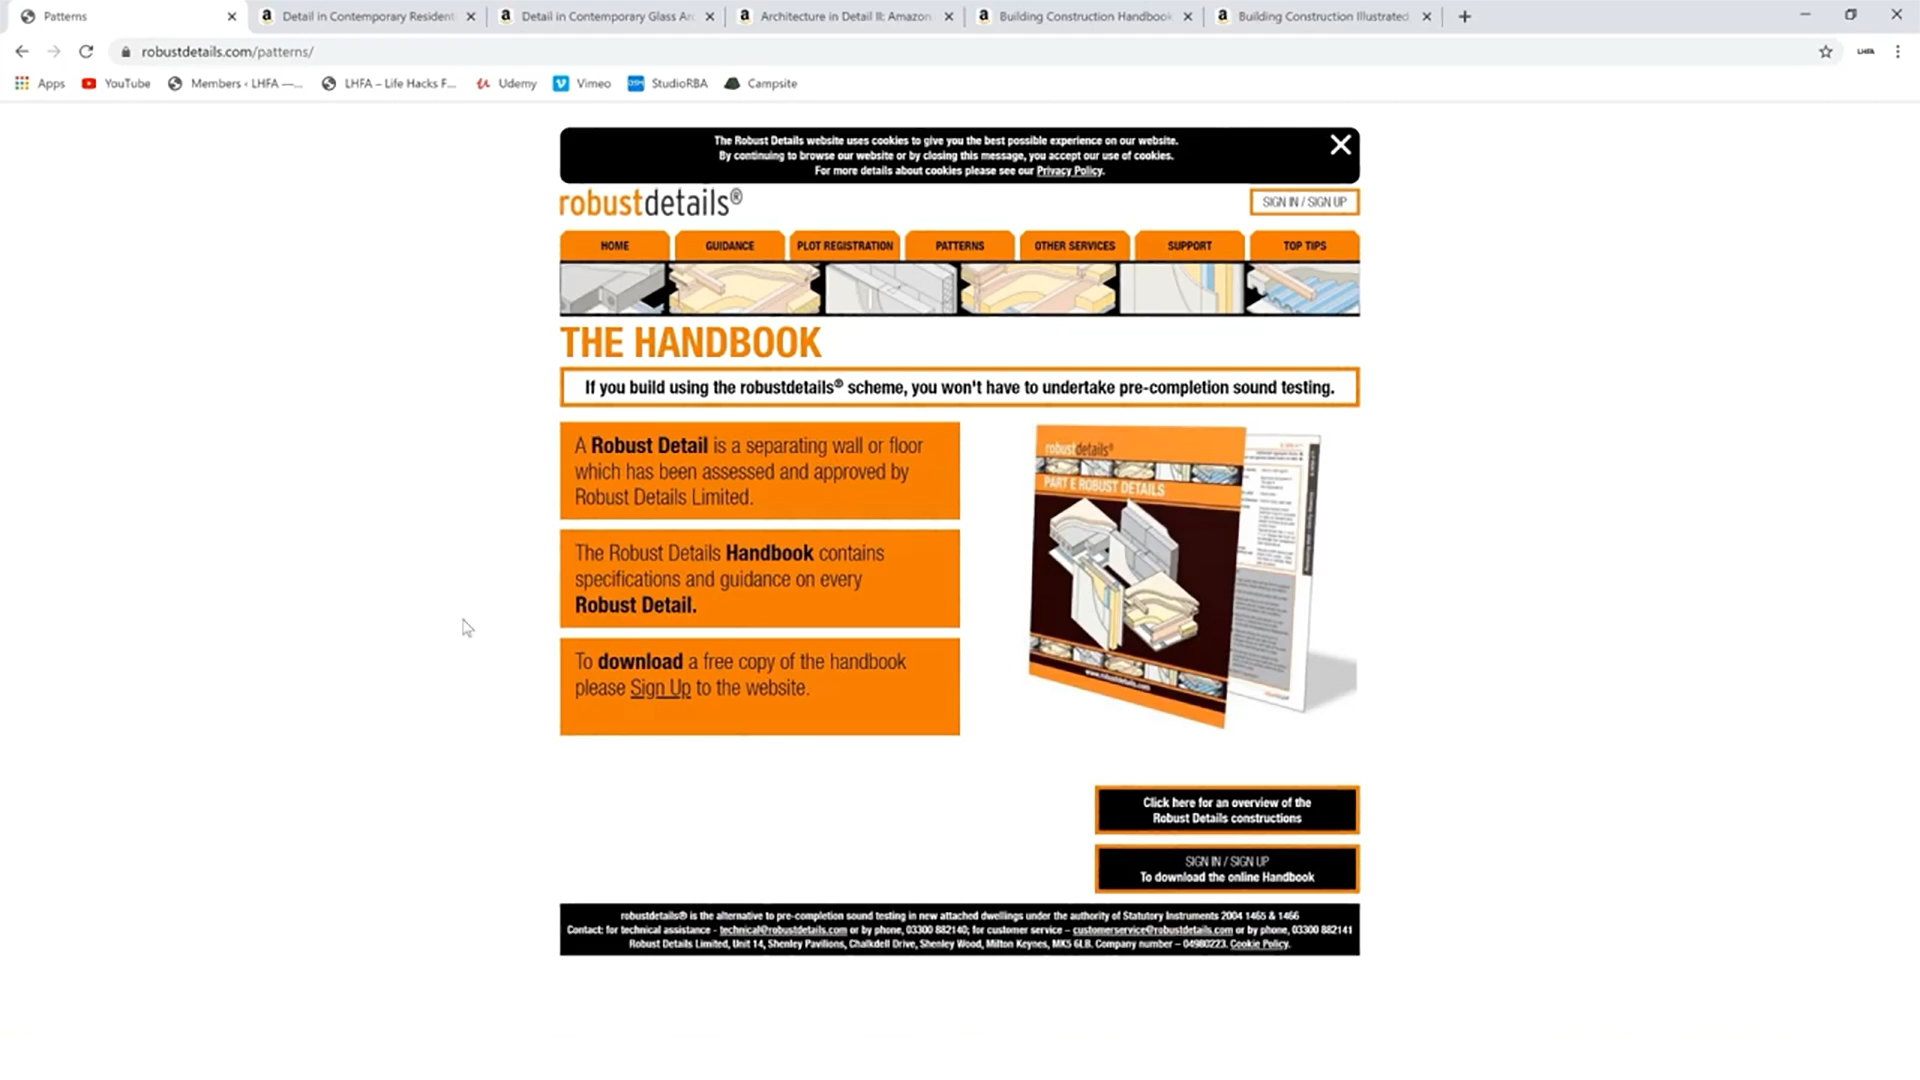 Patterns
Detail in Contemporary Resident
Detail in Contemporary Glass Arc
Architecture in Detail II: Amazon
Building Construction Handbook
Building Construction Illustrated
robustdetails.com/patterns/
LHFA
Apps
YouTube
Members ‹ LHFA —...
LHFA – Life Hacks F...
Udemy
Vimeo
StudioRBA
Campsite
The Robust Details website uses cookies to give you the best possible experience on our website.
By continuing to browse our website or by closing this message, you accept our use of cookies.
For more details about cookies please see our Privacy Policy.
robustdetails®
SIGN IN / SIGN UP
HOME
GUIDANCE
PLOT REGISTRATION
PATTERNS
OTHER SERVICES
SUPPORT
TOP TIPS
THE HANDBOOK
If you build using the robustdetails® scheme, you won't have to undertake pre-completion sound testing.
A Robust Detail is a separating wall or floor
which has been assessed and approved by
Robust Details Limited.
The Robust Details Handbook contains
specifications and guidance on every
Robust Detail.
To download a free copy of the handbook
please Sign Up to the website.
robustdetails®
PART E ROBUST DETAILS
www.robustdetails.com
Click here for an overview of the
Robust Details constructions
SIGN IN / SIGN UP
To download the online Handbook
robustdetails® is the alternative to pre-completion sound testing in new attached dwellings under the authority of Statutory Instruments 2004 1465 & 1466
Contact: for technical assistance - technical@robustdetails.com or by phone, 03300 882140; for customer service – customerservice@robustdetails.com or by phone, 03300 882141
Robust Details Limited, Unit 14, Shenley Pavilions, Chalkdell Drive, Shenley Wood, Milton Keynes, MK5 6LB. Company number – 04980223. Cookie Policy.